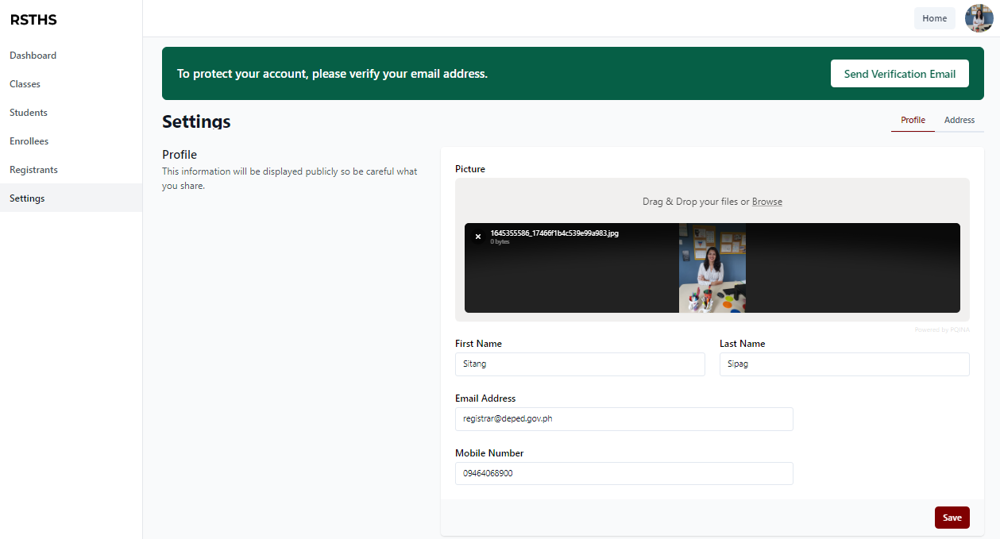 RSTHS
Home
Dashboard
Classes
Students
Enrollees
Registrants
Settings
To protect your account, please verify your email address.
Send Verification Email
Settings
Profile
Address
Profile
This information will be displayed publicly so be careful what
you share.
Picture
Drag & Drop your files or Browse
1645355586_17466f1b4c539e99a983.jpg
0 bytes
Powered by PQINA
First Name
Last Name
Sitang
Sipag
Email Address
registrar@deped.gov.ph
Mobile Number
09464068900
Save